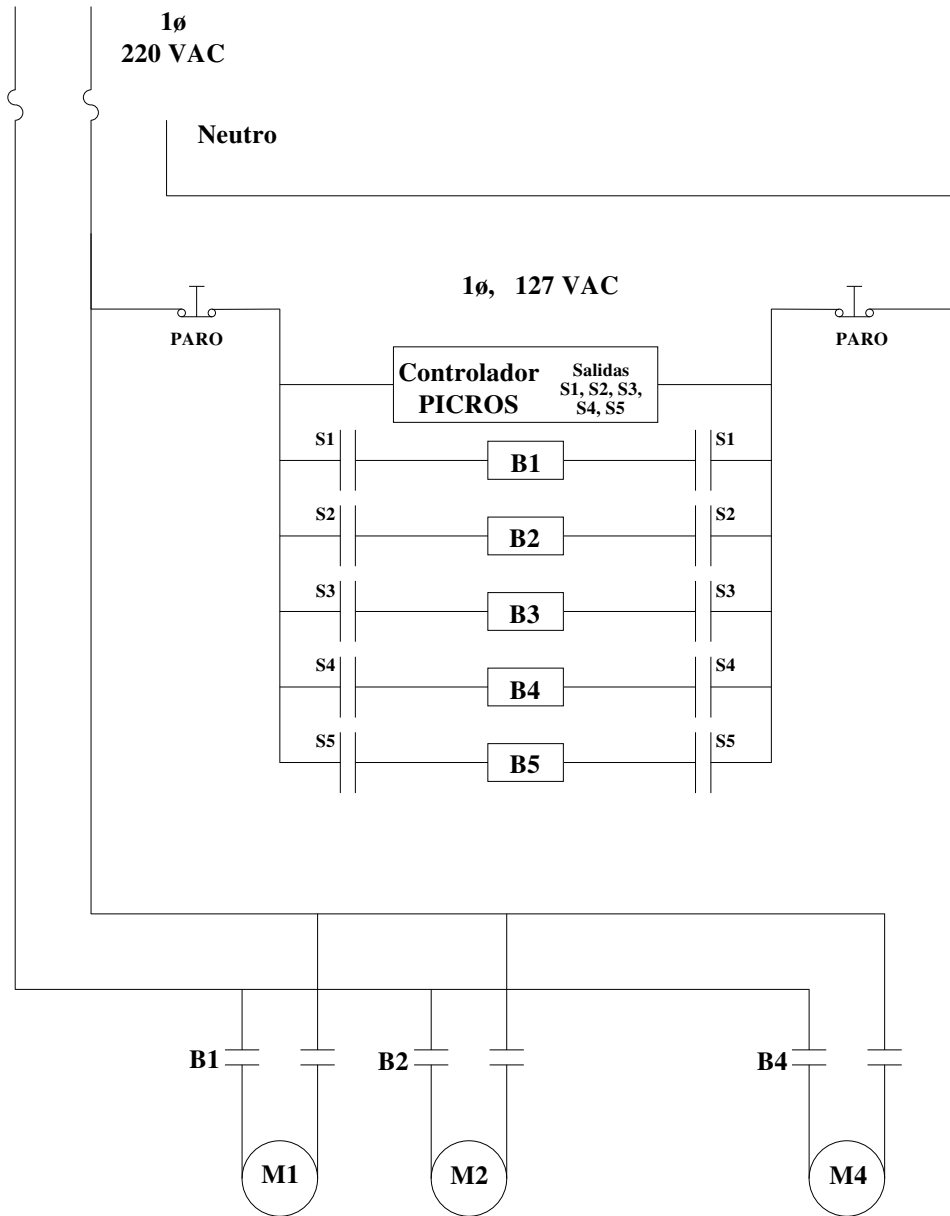 1ø
220 VAC
Neutro
1ø, 127 VAC
PARO
PARO
Controlador
PICROS
Salidas
S1, S2, S3,
S4, S5
S1
B1
S1
S2
B2
S2
S3
B3
S3
S4
B4
S4
S5
B5
S5
B1
B2
B4
M1
M2
M4